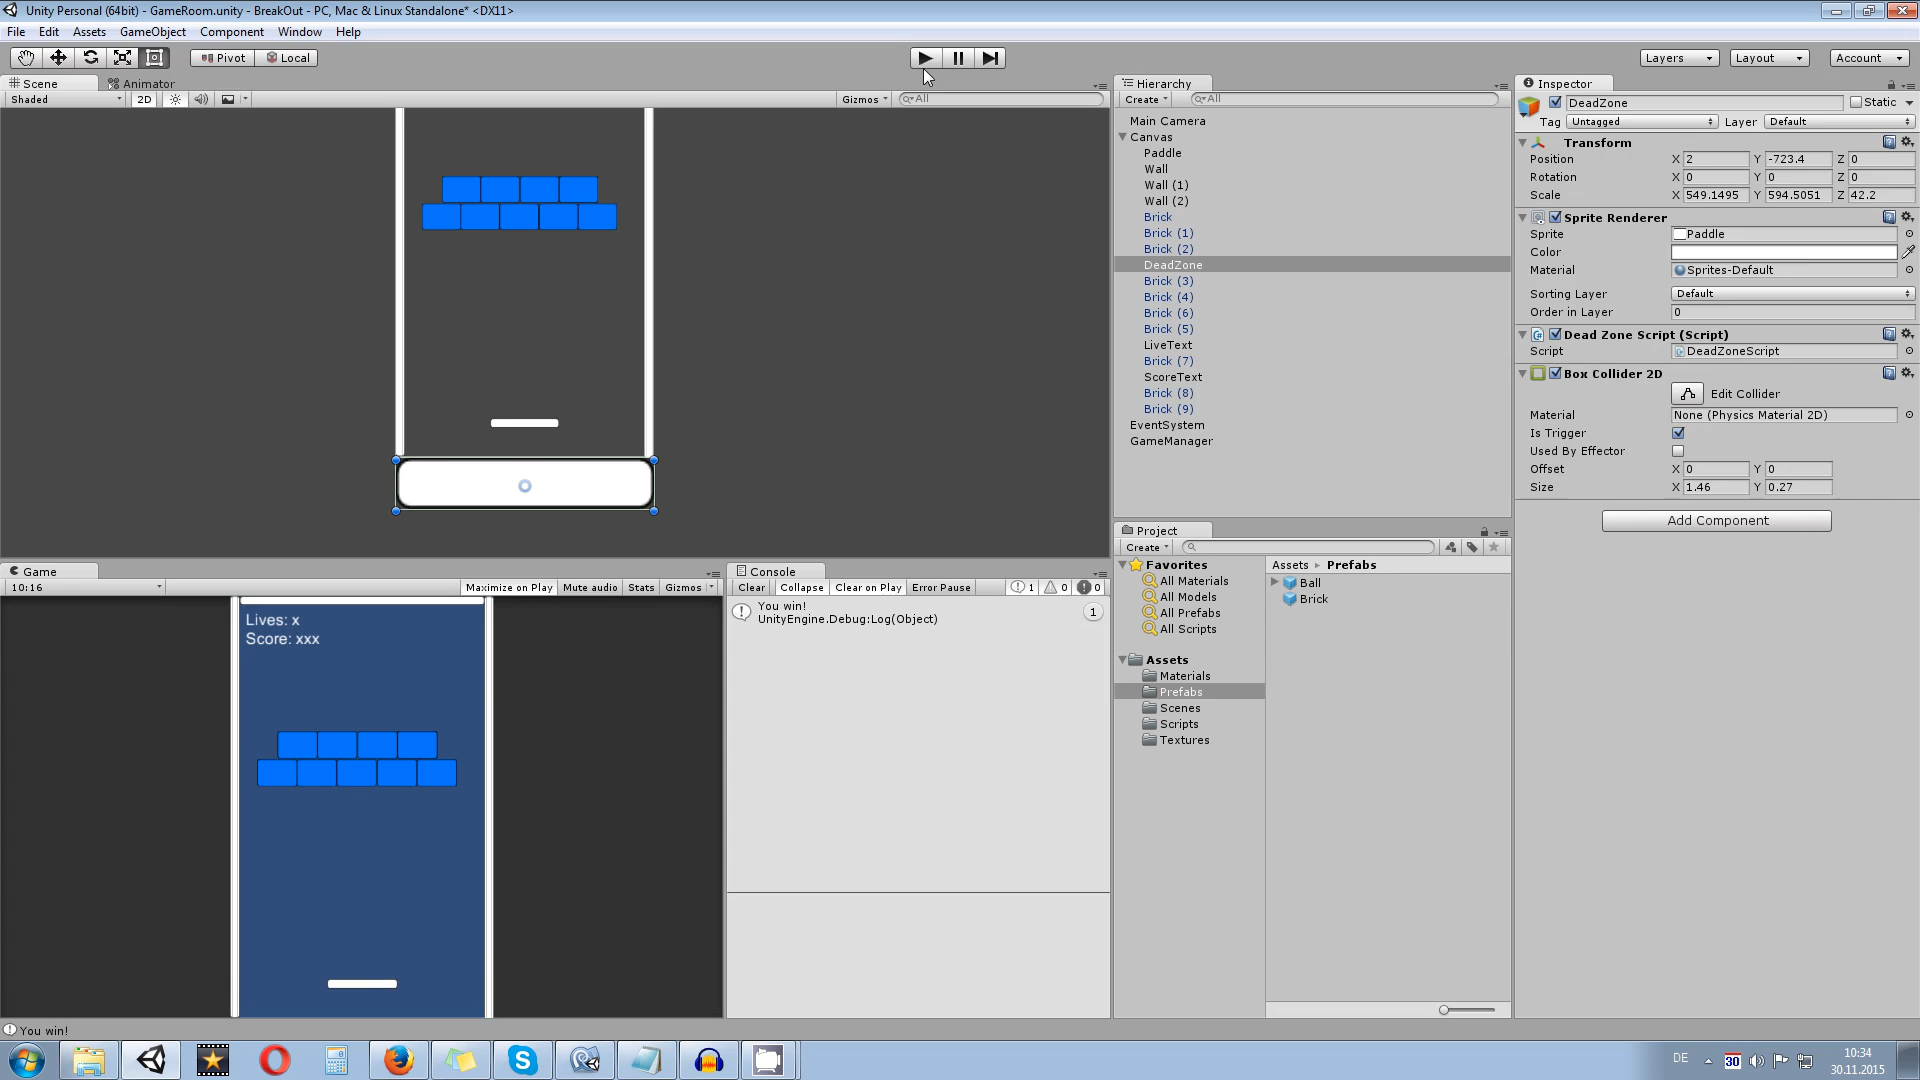 Unity Personal (64bit) - GameRoom.unity - BreakOut - PC, Mac & Linux Standalone* <DX11>
File Edit Assets GameObject Component Window Help
Pivot Local
Layers Layout Account
Scene Animator
Shaded 2D Gizmos All
Hierarchy
Create All
Main Camera
Canvas
Paddle
Wall
Wall (1)
Wall (2)
Brick
Brick (1)
Brick (2)
DeadZone
Brick (3)
Brick (4)
Brick (6)
Brick (5)
LiveText
Brick (7)
ScoreText
Brick (8)
Brick (9)
EventSystem
GameManager
Inspector
DeadZone Static
Tag Untagged Layer Default
Transform
Position X 2 Y -723.4 Z 0
Rotation X 0 Y 0 Z 0
Scale X 549.1495 Y 594.5051 Z 42.2
Sprite Renderer
Sprite Paddle
Color
Material Sprites-Default
Sorting Layer Default
Order in Layer 0
Dead Zone Script (Script)
Script DeadZoneScript
Box Collider 2D
Edit Collider
Material None (Physics Material 2D)
Is Trigger
Used By Effector
Offset X 0 Y 0
Size X 1.46 Y 0.27
Add Component
Game
10:16 Maximize on Play Mute audio Stats Gizmos
Lives: x
Score: xxx
Console
Clear Collapse Clear on Play Error Pause 1 0 0
You win!
UnityEngine.Debug:Log(Object)
1
Project
Create
Favorites
All Materials
All Models
All Prefabs
All Scripts
Assets
Materials
Prefabs
Scenes
Scripts
Textures
Assets Prefabs
Ball
Brick
You win!
DE 30
10:34
30.11.2015